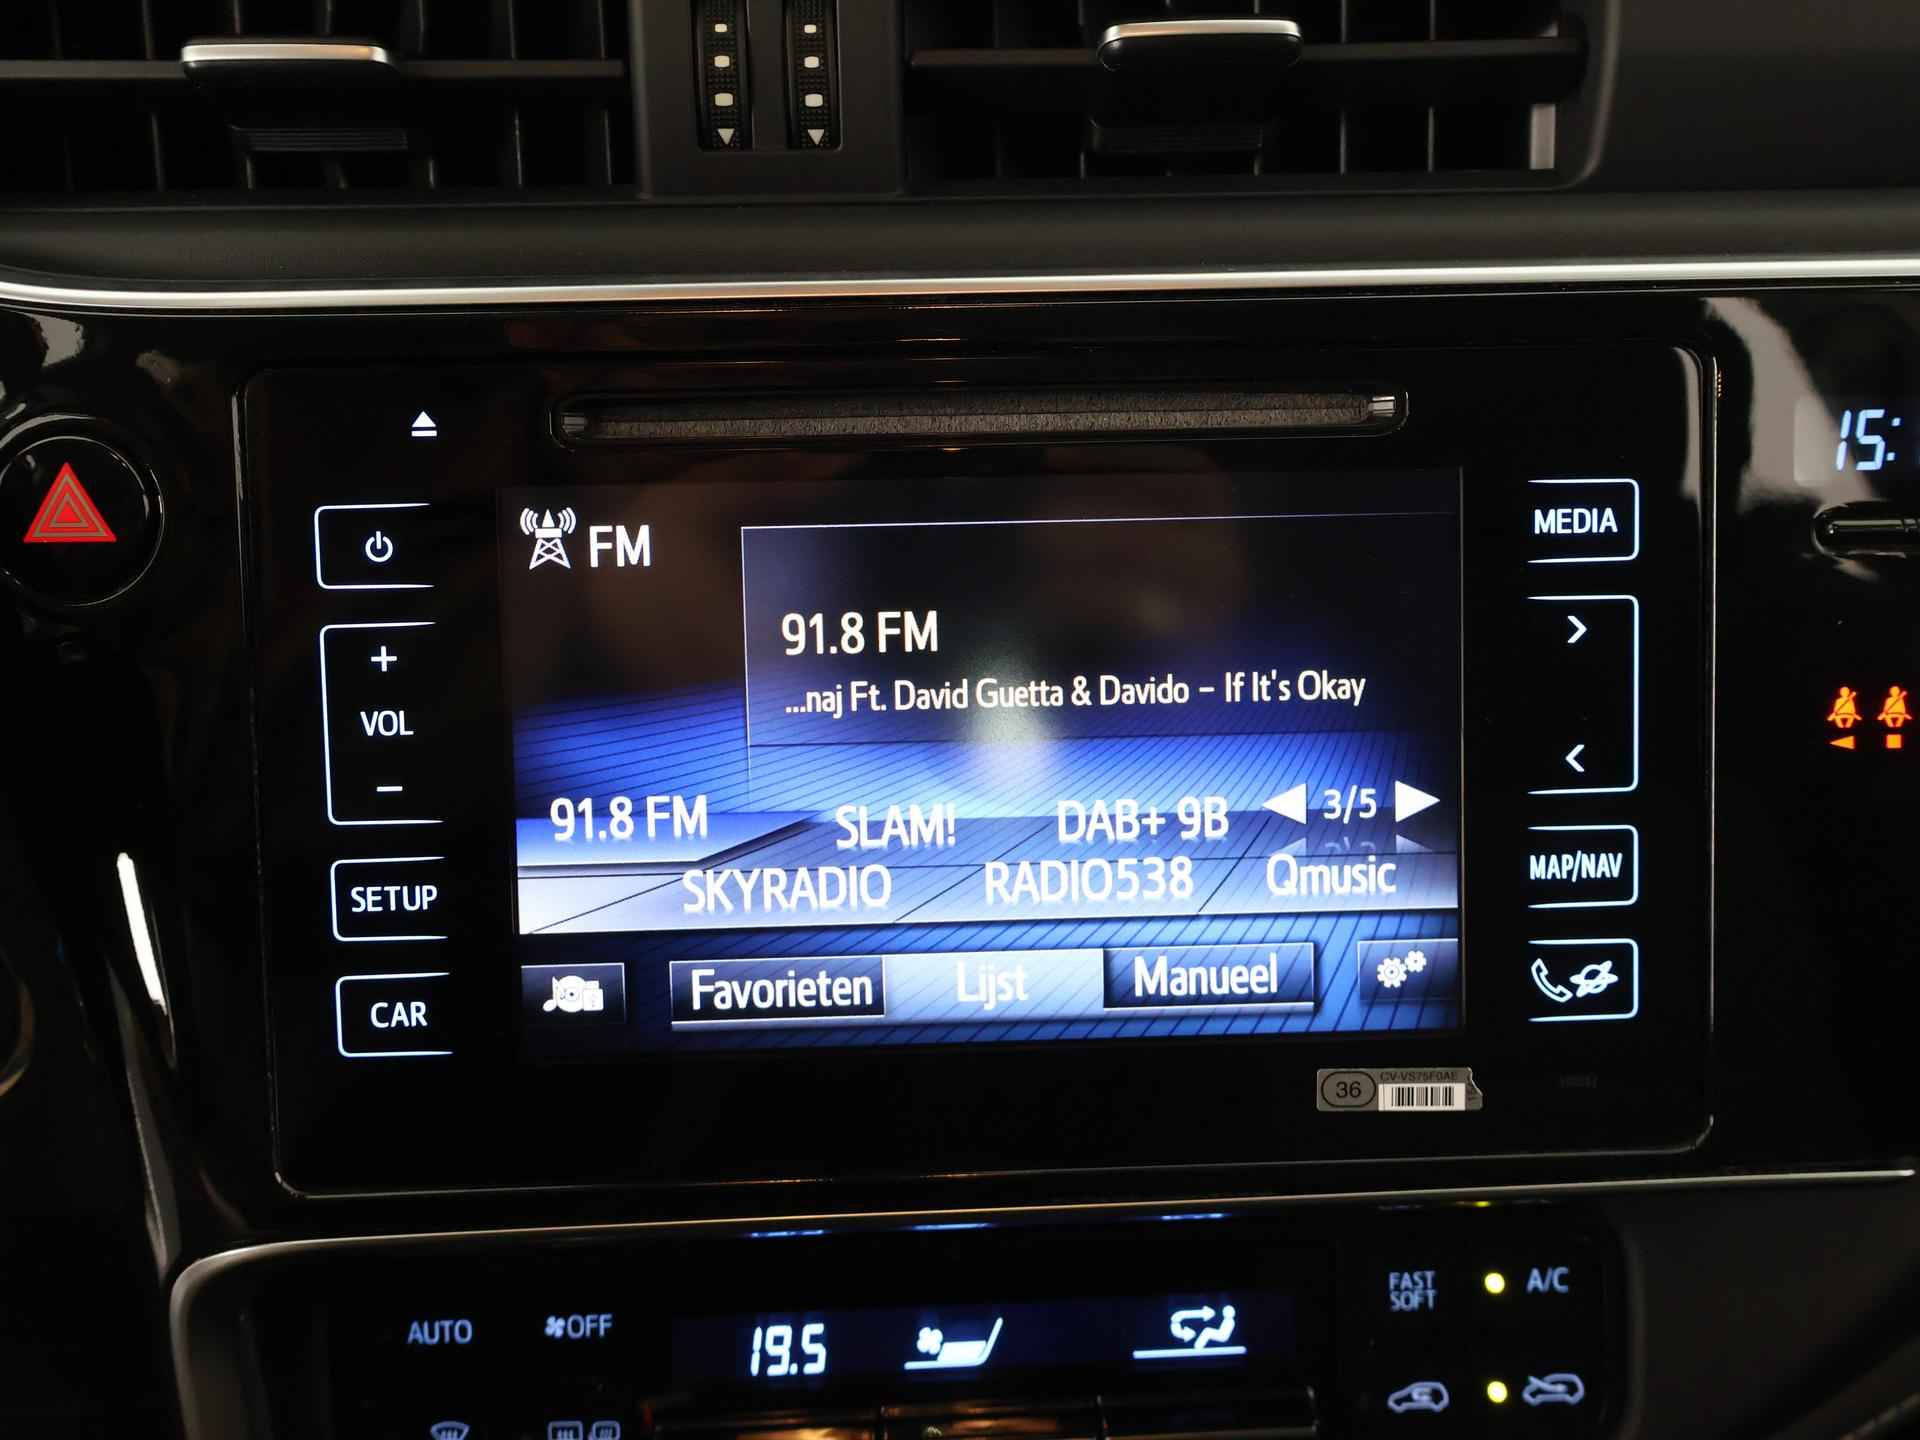 15:
MEDIA
FM
91.8 FM
...naj Ft. David Guetta & Davido – If It's Okay
+
VOL
−
91.8 FM
SLAM!
DAB+ 9B
3/5
SKYRADIO
RADIO538
Qmusic
MAP/NAV
SETUP
Favorieten
Lijst
Manueel
CAR
36
CV-VS75F0AE
AUTO
OFF
19.5
FAST
SOFT
A/C